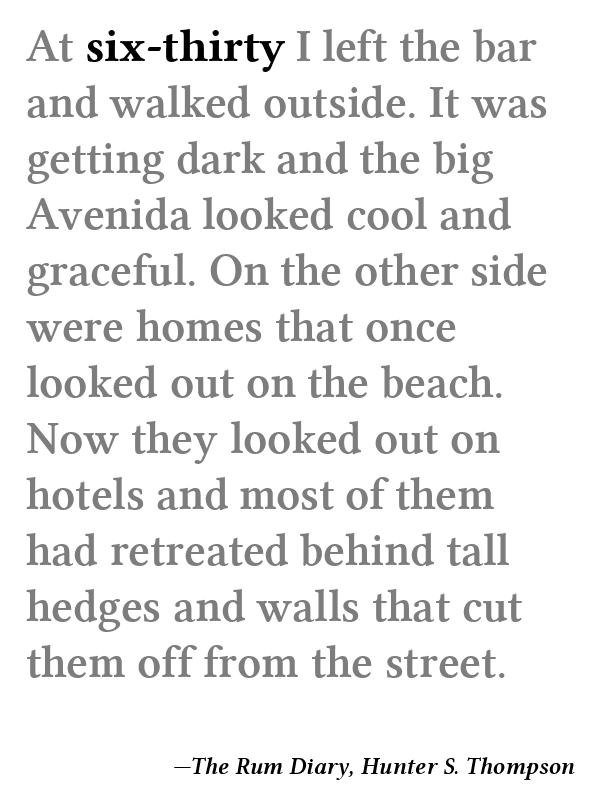 At six-thirty I left the bar
and walked outside. It was
getting dark and the big
Avenida looked cool and
graceful. On the other side
were homes that once
looked out on the beach.
Now they looked out on
hotels and most of them
had retreated behind tall
hedges and walls that cut
them off from the street.
—The Rum Diary, Hunter S. Thompson